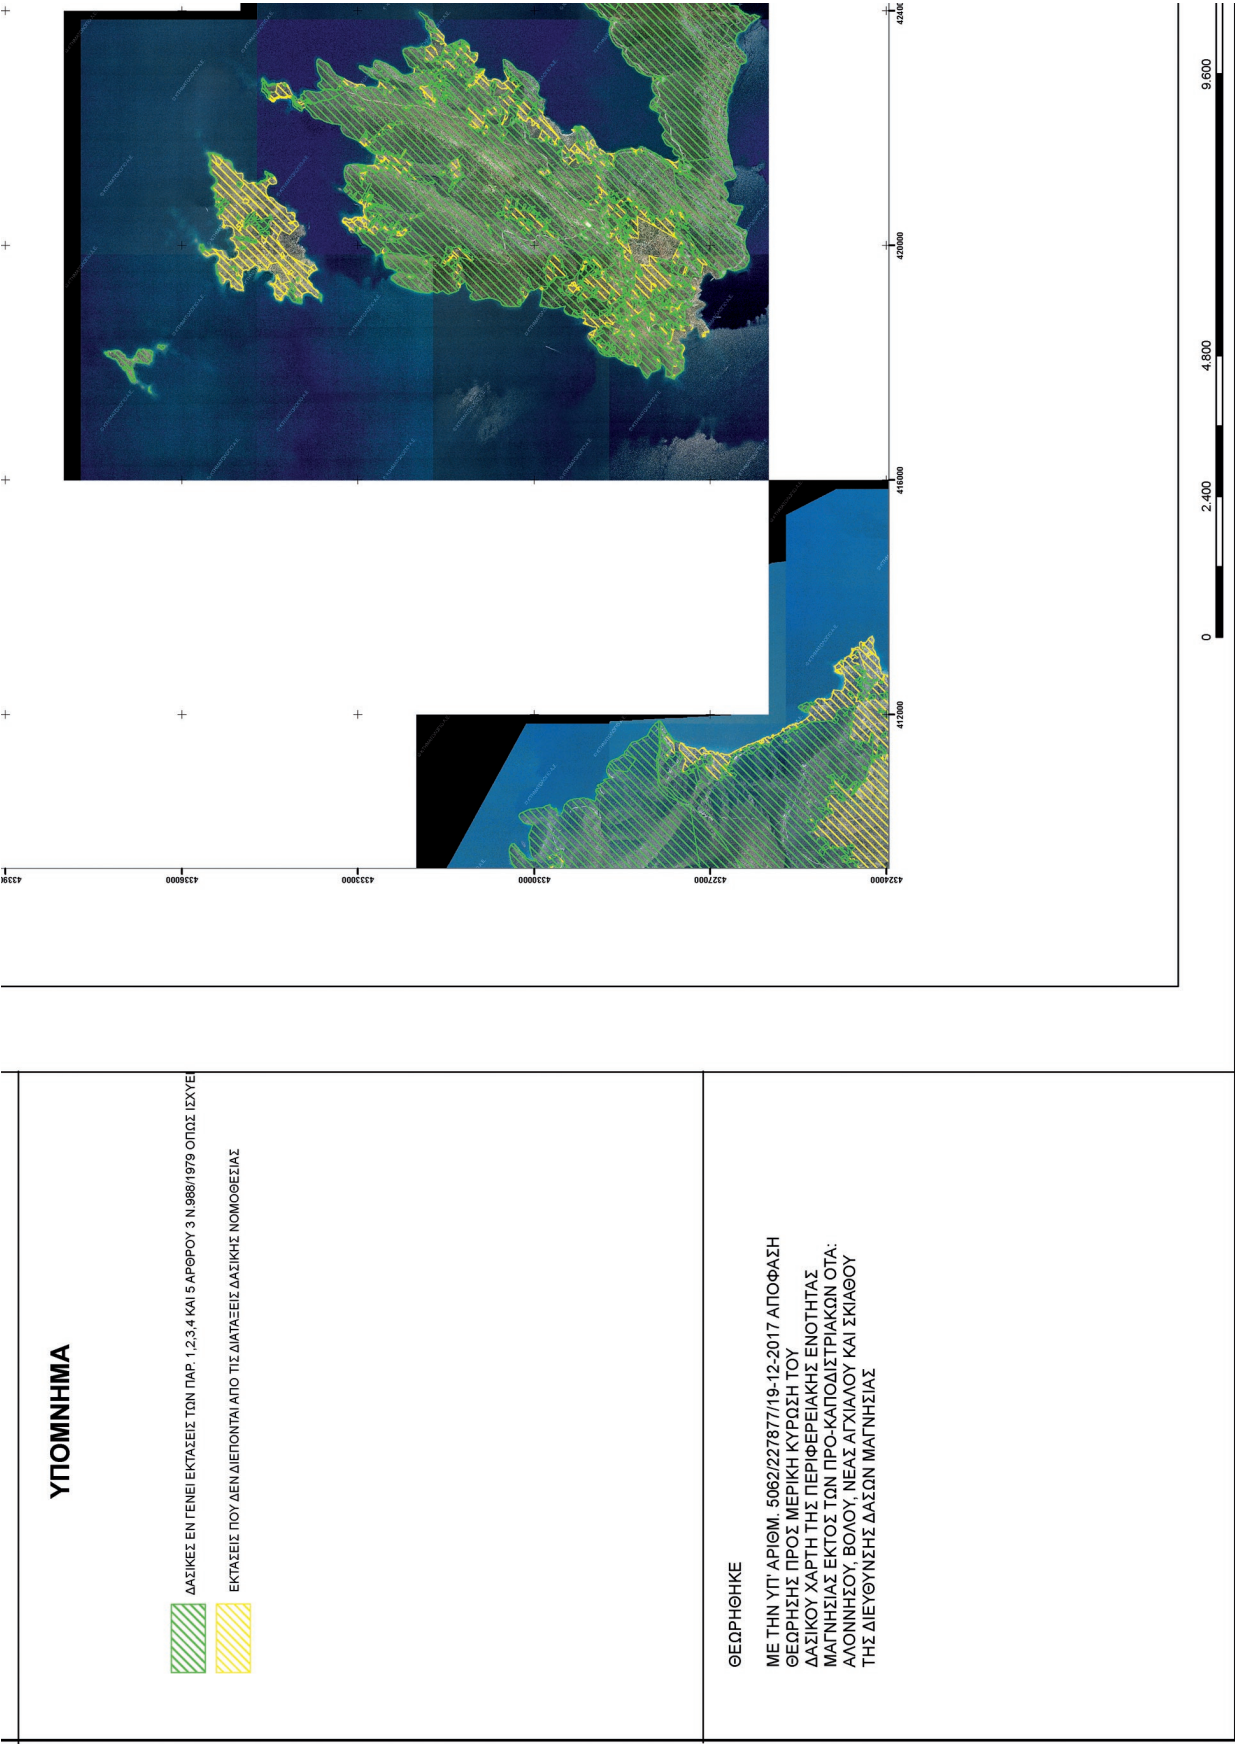 ΥΠΟΜΝΗΜΑ
ΔΑΣΙΚΕΣ ΕΝ ΓΕΝΕΙ ΕΚΤΑΣΕΙΣ ΤΩΝ ΠΑΡ. 1,2,3,4 ΚΑΙ 5 ΑΡΘΡΟΥ 3 Ν.988/1979 ΟΠΩΣ ΙΣΧΥΕΙ
ΕΚΤΑΣΕΙΣ ΠΟΥ ΔΕΝ ΔΙΕΠΟΝΤΑΙ ΑΠΟ ΤΙΣ ΔΙΑΤΑΞΕΙΣ ΔΑΣΙΚΗΣ ΝΟΜΟΘΕΣΙΑΣ
ΘΕΩΡΗΘΗΚΕ
ΜΕ ΤΗΝ ΥΠ' ΑΡΙΘΜ. 5062/227877/19-12-2017 ΑΠΟΦΑΣΗ
ΘΕΩΡΗΣΗΣ ΠΡΟΣ ΜΕΡΙΚΗ ΚΥΡΩΣΗ ΤΟΥ
ΔΑΣΙΚΟΥ ΧΑΡΤΗ ΤΗΣ ΠΕΡΙΦΕΡΕΙΑΚΗΣ ΕΝΟΤΗΤΑΣ
ΜΑΓΝΗΣΙΑΣ ΕΚΤΟΣ ΤΩΝ ΠΡΟ-ΚΑΠΟΔΙΣΤΡΙΑΚΩΝ ΟΤΑ:
ΑΛΟΝΝΗΣΟΥ, ΒΟΛΟΥ, ΝΕΑΣ ΑΓΧΙΑΛΟΥ ΚΑΙ ΣΚΙΑΘΟΥ
ΤΗΣ ΔΙΕΥΘΥΝΣΗΣ ΔΑΣΩΝ ΜΑΓΝΗΣΙΑΣ
4336000
4333000
4330000
4327000
4324000
412000
416000
420000
0
2.400
4.800
9.600